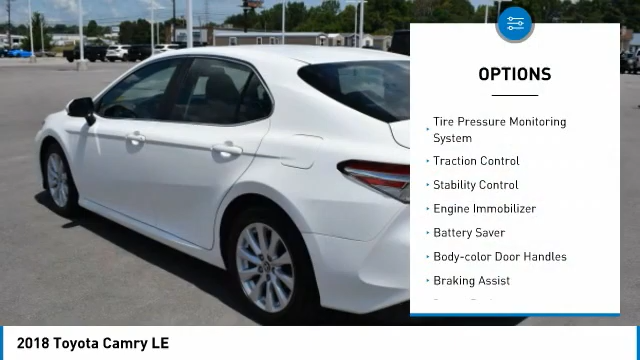 OPTIONS
Tire Pressure Monitoring
System
Traction Control
Stability Control
Engine Immobilizer
Battery Saver
Body-color Door Handles
Braking Assist
2018 Toyota Camry LE